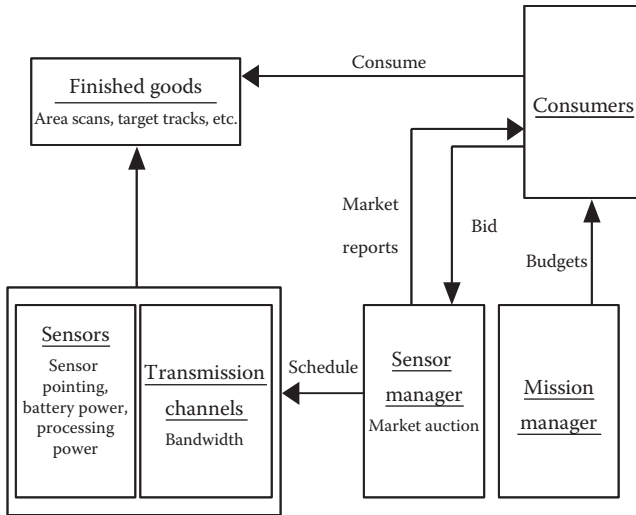 Finished goods
Area scans, target tracks, etc.
Consume
Consumers
Market
reports
Bid
Budgets
Sensors
Sensor
pointing,
battery power,
processing
power
Transmission
channels
Bandwidth
Schedule
Sensor
manager
Market auction
Mission
manager